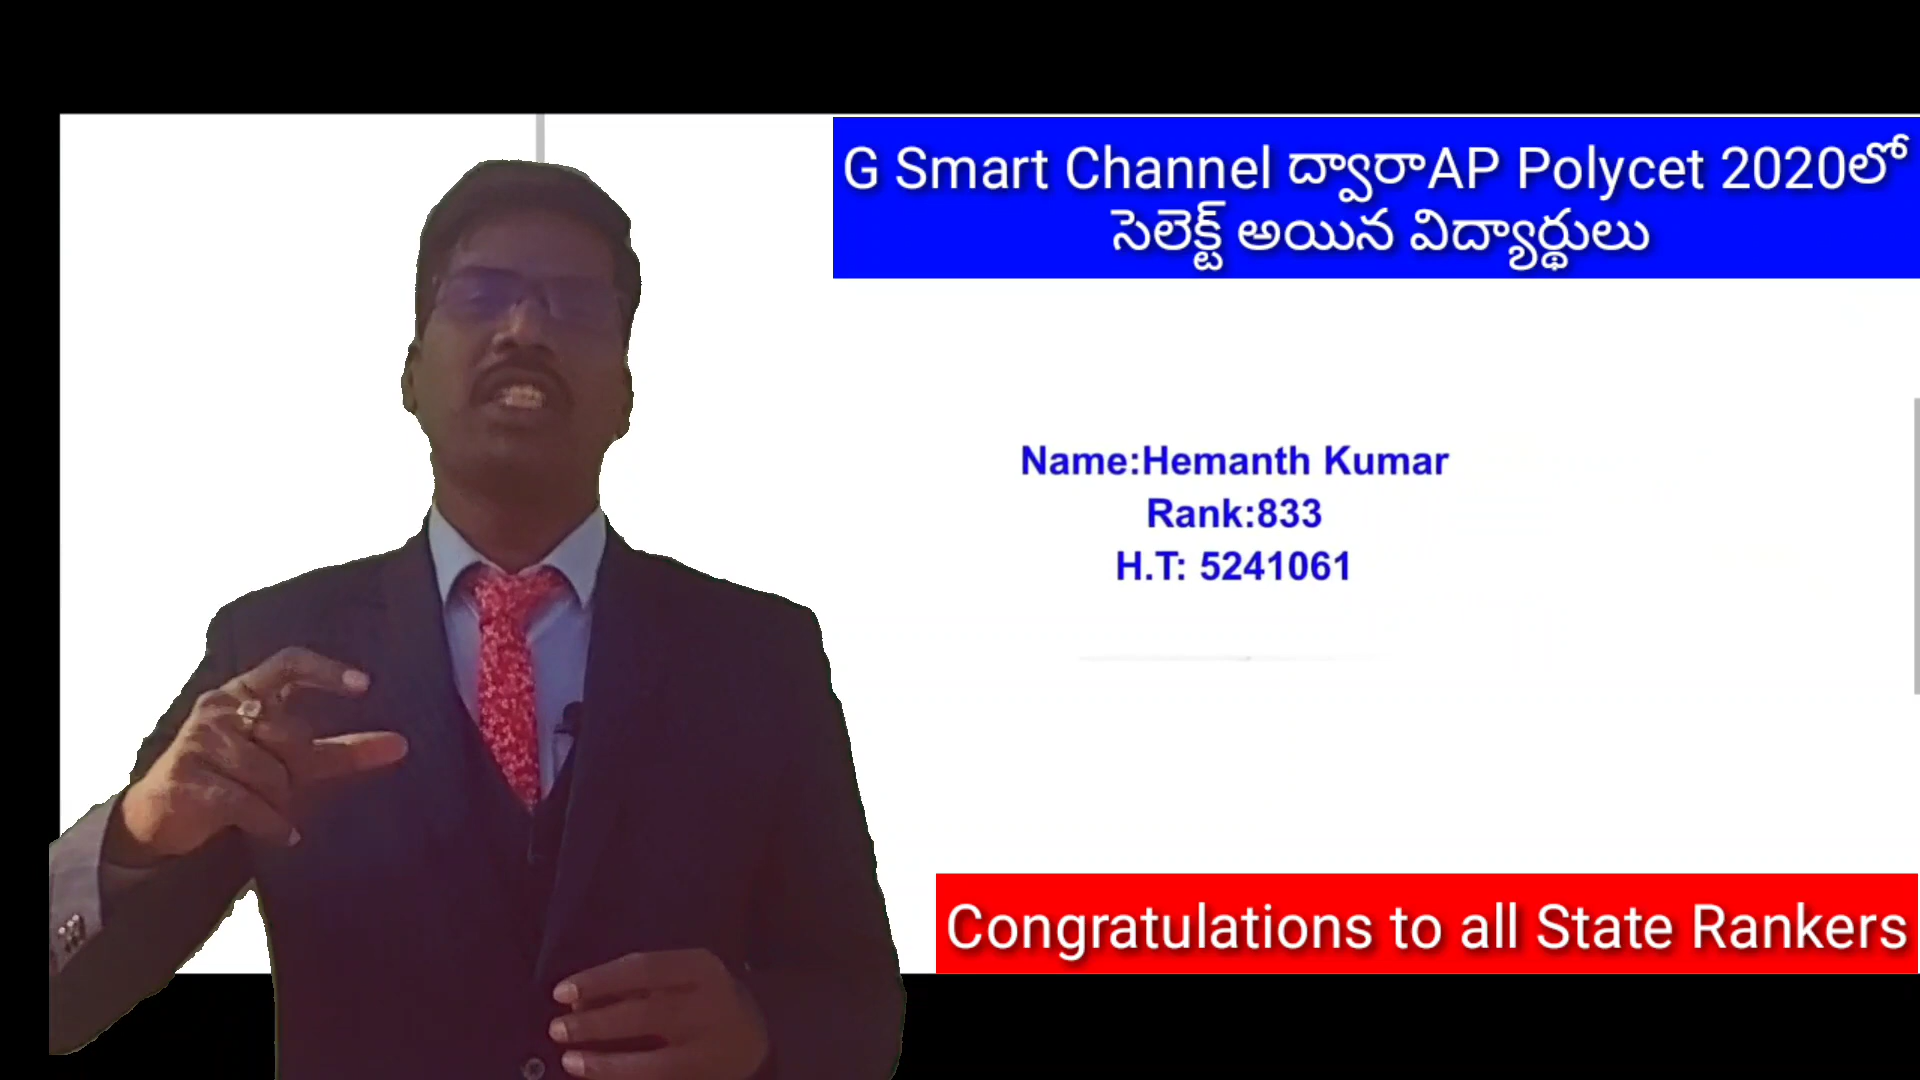 G Smart Channel ద్వారాAP Polycet 2020లో
సెలెక్ట్ అయిన విద్యార్థులు
Name:Hemanth Kumar
Rank:833
H.T: 5241061
Congratulations to all State Rankers